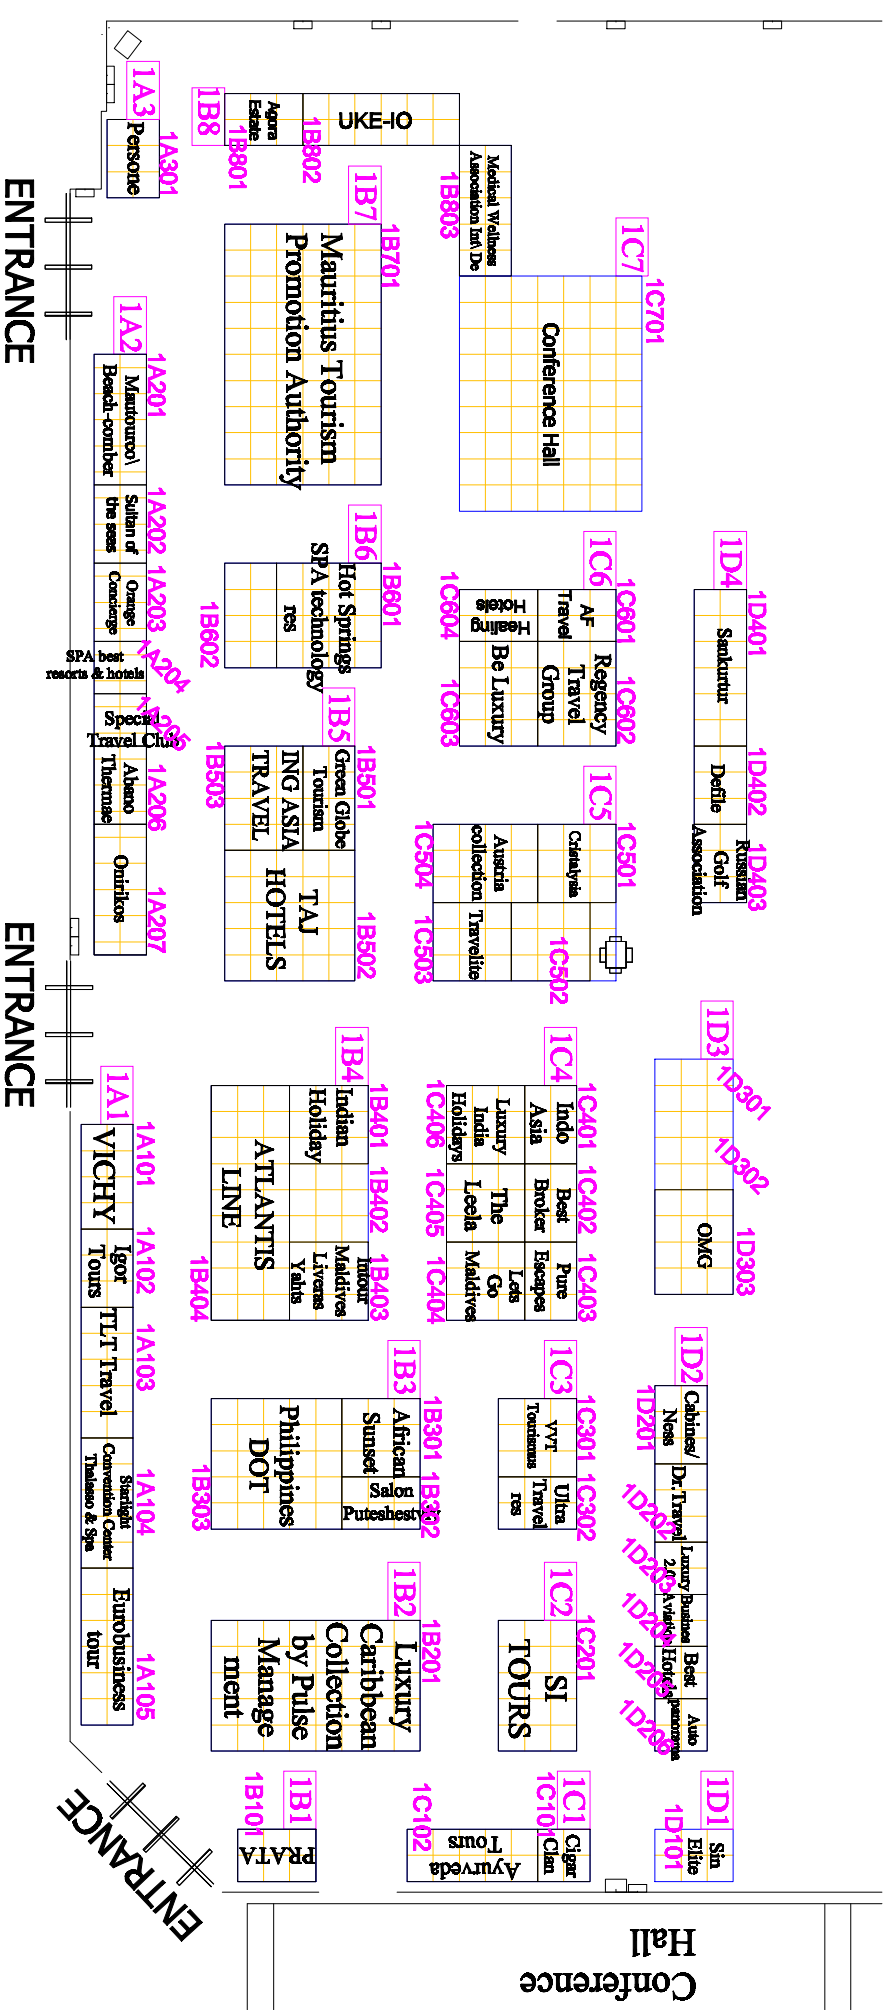 1A3
1A301
Persone
1B8
Agora
Estate
1B801
1B802
UKE-IO
Medical Wellness
Association Int\ De
1B803
1B7
1B701
Mauritius Tourism
Promotion Authority
1C7
1C701
Conference Hall
ENTRANCE
1A2
1A201
Mautourco\
Beach-comber
1A202
Sultan of
the seas
1A203
Orange
Concierge
1A204
SPA best
resorts & hotels
1A205
Special
Travel Club
1A206
Abano
Thermae
1A207
Onirikos
1B6
1B601
Hot Springs
SPA technology
res
1B602
1B5
1B501
Green Globe
Tourism
ING ASIA
TRAVEL
1B503
1B502
TAJ
HOTELS
1C6
1C601
AF
Travel
Healing
Hotels
1C604
1C602
Regency
Travel
Group
Be Luxury
1C603
1C5
1C501
Cristalysia
Austria
collection
1C504
1C502
Travelite
1C503
1D4
1D401
Sankurtur
1D402
Defile
1D403
Russian
Golf
Association
ENTRANCE
1A1
1A101
VICHY
1A102
Igor
Tours
1A103
TLT Travel
1A104
Starlight
Convention Center
Thalasso & Spa
1A105
Eurobusiness
tour
1B4
1B401
Indian
Holiday
1B402
1B403
Intour
Maldives
Liveras
Yahts
ATLANTIS
LINE
1B404
1C4
1C401
Indo
Asia
Luxury
India
Holidays
1C406
1C402
Best
Broker
The
Leela
1C405
1C403
Pure
Escapes
Lets
Go
Maldives
1C404
1D3
1D301
1D302
1D303
OMG
1B3
1B301
African
Sunset
1B302
Salon
Philippines
DOT
1B303
1C3
1C301
VVT
Tourismus
1C302
Ultra
Travel
res
1D2
Cabines/
Ness
1D201
Dr.Travel
1D202
Luxury
2.0
1D203
Busines
1D205
Best
Hotels
1D206
Auto
panorama
1B2
1B201
Luxury
Caribbean
Collection
by Pulse
Manage
ment
1C2
1C201
SI
TOURS
1B1
1B101
PRATA
1C1
1C101
Cigar
Clan
1C102
Ayurveda
Tours
1D1
1D101
Sin
Elite
ENTRANCE
Conference
Hall